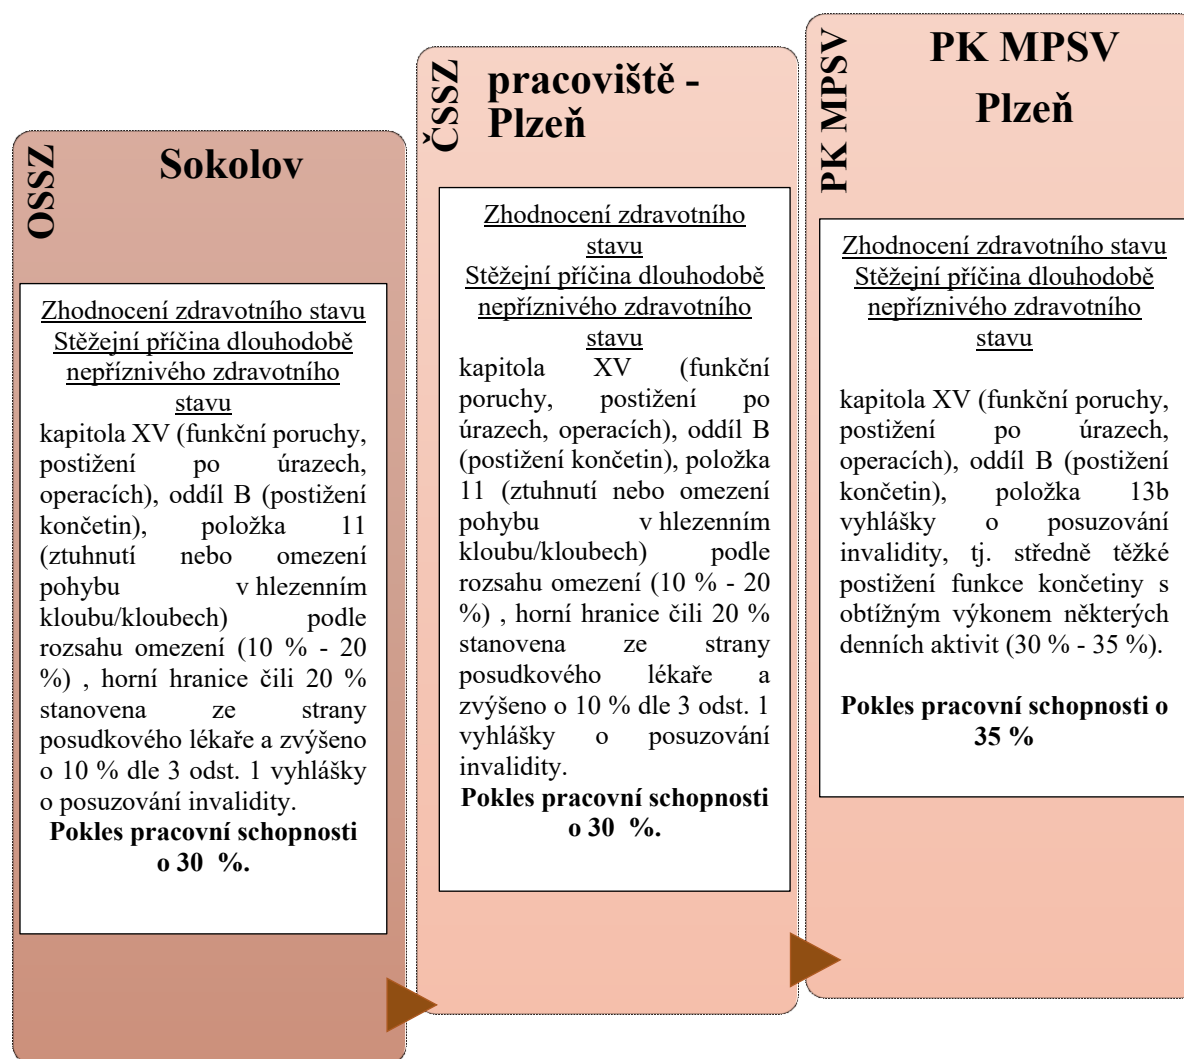 OSSZ
Sokolov
Zhodnocení zdravotního stavu
Stěžejní příčina dlouhodobě
nepříznivého zdravotního
stavu
kapitola XV (funkční poruchy,
postižení po úrazech,
operacích), oddíl B (postižení
končetin), položka 11
(ztuhnutí nebo omezení
pohybu v hlezenním
kloubu/kloubech) podle
rozsahu omezení (10 % - 20
%) , horní hranice čili 20 %
stanovena ze strany
posudkového lékaře a zvýšeno
o 10 % dle 3 odst. 1 vyhlášky
o posuzování invalidity.
Pokles pracovní schopnosti
o 30 %.
ČSSZ
pracoviště -
Plzeň
Zhodnocení zdravotního
stavu
Stěžejní příčina dlouhodobě
nepříznivého zdravotního
stavu
kapitola XV (funkční
poruchy, postižení po
úrazech, operacích), oddíl B
(postižení končetin), položka
11 (ztuhnutí nebo omezení
pohybu v hlezenním
kloubu/kloubech) podle
rozsahu omezení (10 % - 20
%) , horní hranice čili 20 %
stanovena ze strany
posudkového lékaře a
zvýšeno o 10 % dle 3 odst. 1
vyhlášky o posuzování
invalidity.
Pokles pracovní schopnosti
o 30 %.
PK MPSV
PK MPSV
Plzeň
Zhodnocení zdravotního stavu
Stěžejní příčina dlouhodobě
nepříznivého zdravotního
stavu
kapitola XV (funkční poruchy,
postižení po úrazech,
operacích), oddíl B (postižení
končetin), položka 13b
vyhlášky o posuzování
invalidity, tj. středně těžké
postižení funkce končetiny s
obtížným výkonem některých
denních aktivit (30 % - 35 %).
Pokles pracovní schopnosti o
35 %